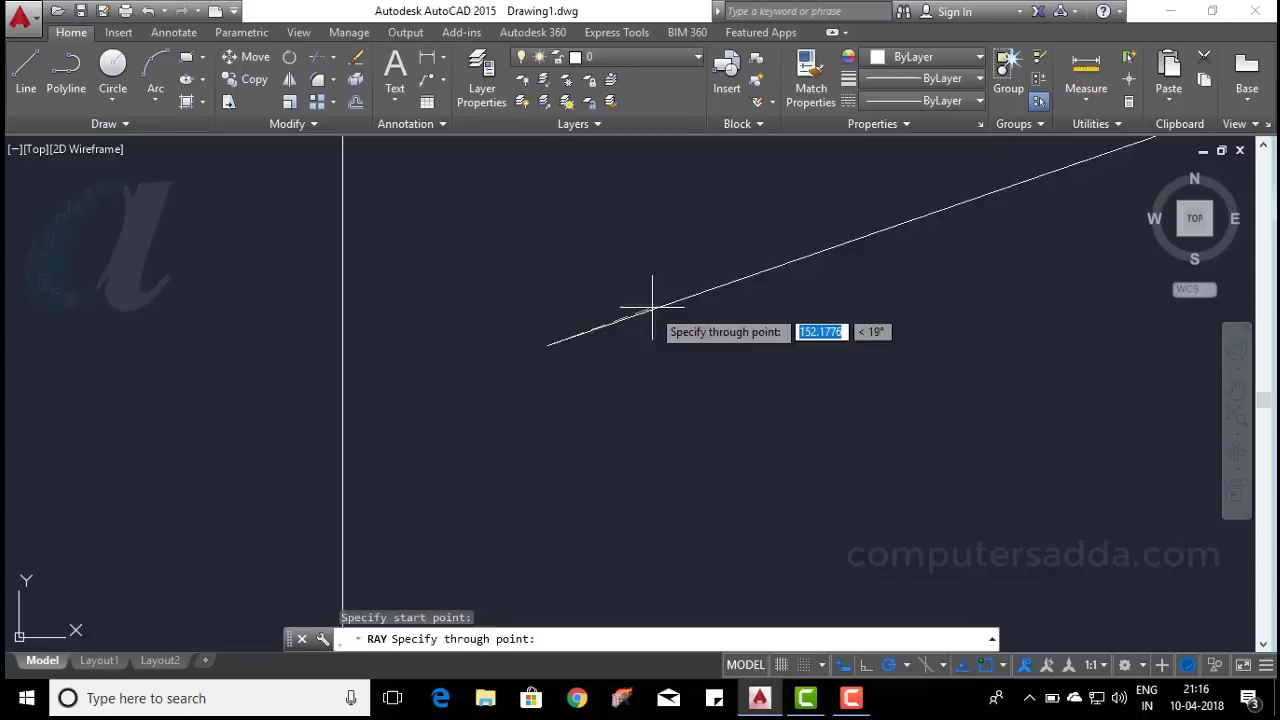 Autodesk AutoCAD 2015 Drawing1.dwg
Type a keyword or phrase
Sign In
Home Insert Annotate Parametric View Manage Output Add-ins Autodesk 360 Express Tools BIM 360 Featured Apps
Line Polyline Circle Arc
Move
Copy
Text
Layer Properties
0
Insert
Match Properties
ByLayer
ByLayer
ByLayer
Group
Measure
Paste
Base
Draw Modify Annotation Layers Block Properties Groups Utilities Clipboard View
[−][Top][2D Wireframe]
N
W TOP E
S
WCS
Specify through point: 152.1776 < 19°
computersadda.com
Y
X
Specify start point:
RAY Specify through point:
Model Layout1 Layout2 +
MODEL 1:1
Type here to search
ENG
IN
21:16
10-04-2018
3